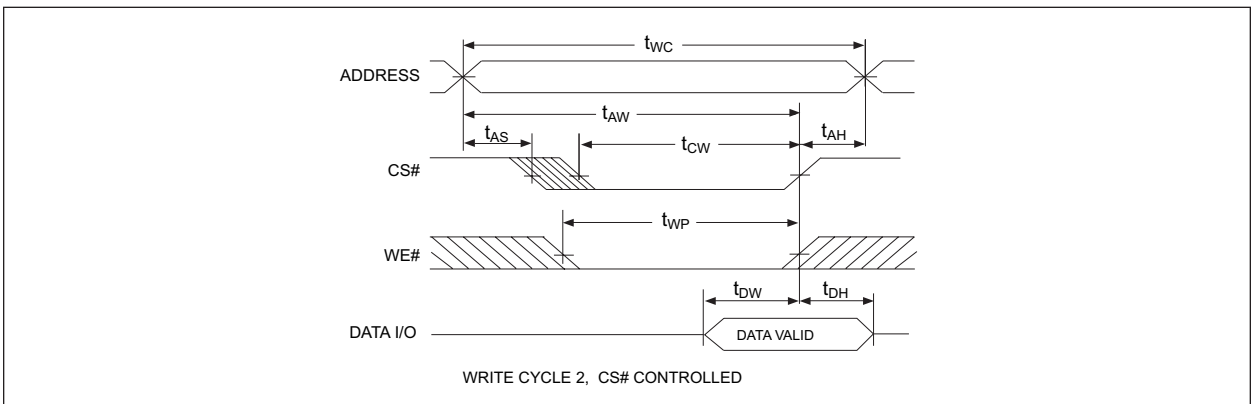 tWC
ADDRESS
tAW
tAS
tCW
tAH
CS#
tWP
WE#
tDW
tDH
DATA I/O
DATA VALID
WRITE CYCLE 2, CS# CONTROLLED